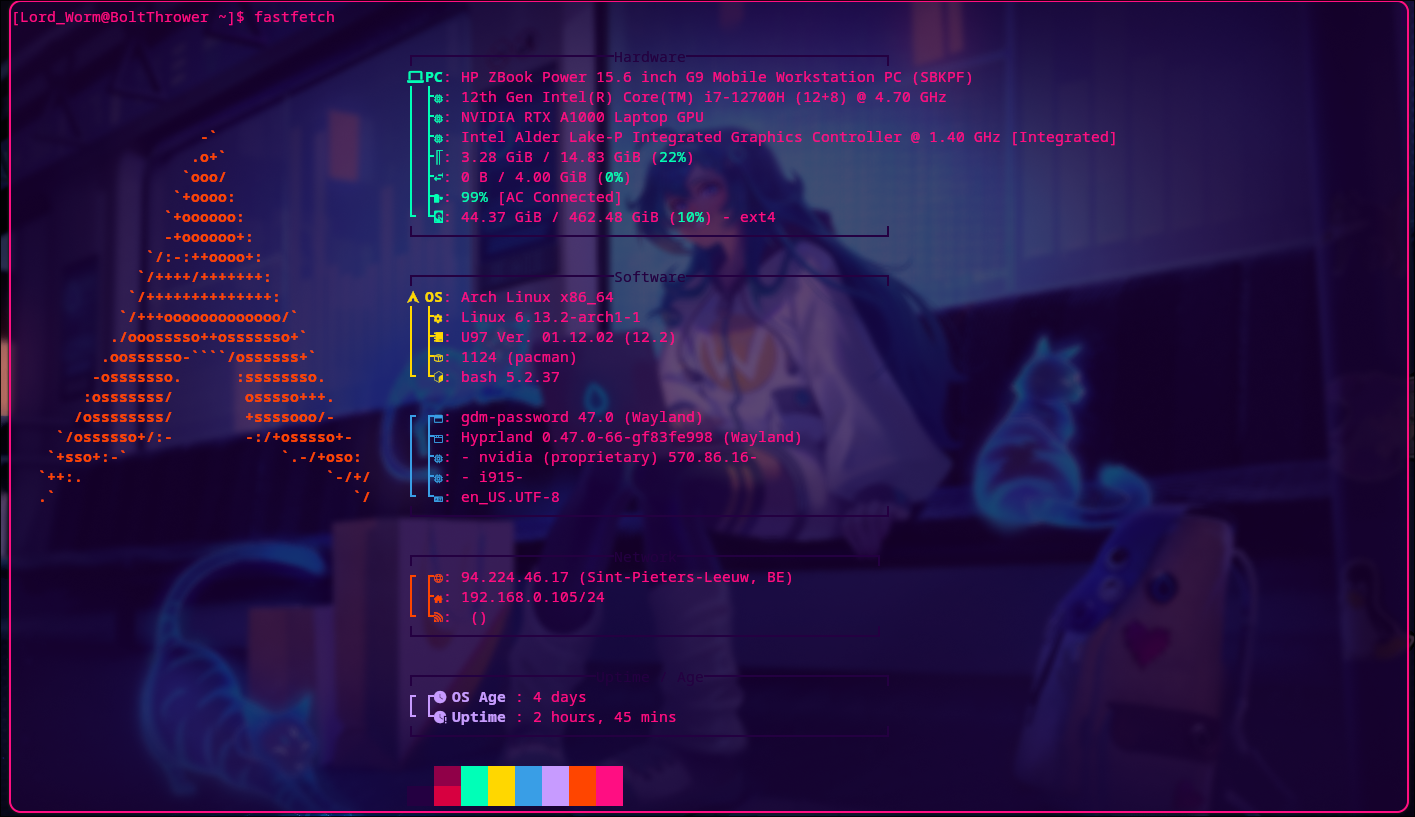 [Lord_Worm@BoltThrower ~]$ fastfetch
Hardware
PC: HP ZBook Power 15.6 inch G9 Mobile Workstation PC (SBKPF)
: 12th Gen Intel(R) Core(TM) i7-12700H (12+8) @ 4.70 GHz
: NVIDIA RTX A1000 Laptop GPU
: Intel Alder Lake-P Integrated Graphics Controller @ 1.40 GHz [Integrated]
: 3.28 GiB / 14.83 GiB (22%)
: 0 B / 4.00 GiB (0%)
: 99% [AC Connected]
: 44.37 GiB / 462.48 GiB (10%) - ext4
Software
OS: Arch Linux x86_64
: Linux 6.13.2-arch1-1
: U97 Ver. 01.12.02 (12.2)
: 1124 (pacman)
: bash 5.2.37
: gdm-password 47.0 (Wayland)
: Hyprland 0.47.0-66-gf83fe998 (Wayland)
: - nvidia (proprietary) 570.86.16-
: - i915-
: en_US.UTF-8
: 94.224.46.17 (Sint-Pieters-Leeuw, BE)
: 192.168.0.105/24
: ()
/ Age
OS Age : 4 days
Uptime : 2 hours, 45 mins